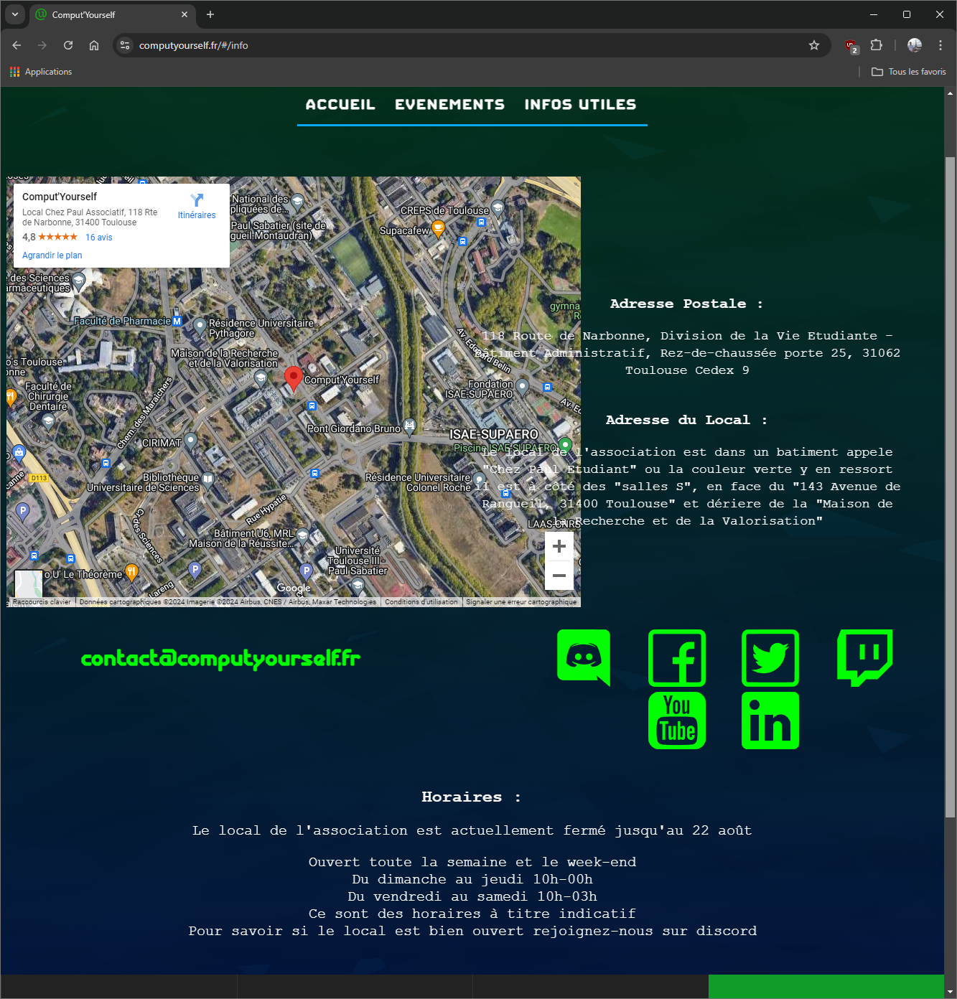 Comput'Yourself
computyourself.fr/#/info
2
Applications
Tous les favoris
ACCUEIL EVENEMENTS INFOS UTILES
Comput'Yourself
Local Chez Paul Associatif, 118 Rte
de Narbonne, 31400 Toulouse
4,8 ★★★★★ 16 avis
Agrandir le plan
Itinéraires
National des
pliquées de...
Paul Sabatier (site de
gueil-Montaudran)
CREPS de Toulouse
Supacafew
des Sciences
armaceutiques
Faculté de Pharmacie M
Résidence Universitaire
Pythagore
gymna
Maison de la Recherche
et de la Valorisation
Av. Edouard Belin
o's Toulouse
onne
Comput'Yourself
Faculté de
Chirurgie
Dentaire
Chem. des Maraîchers
Fondation
ISAE-SUPAERO
Av. Ed
Pont Giordano Bruno
ISAE-SUPAERO
Piscine ISAE SUPAERO
CIRIMAT
D113
Bibliothèque
Universitaire de Sciences
Résidence Universitaire
Colonel Roche
Rue Hypatie
C. des Sciences
P
LAAS-CNRS
Bâtiment U6, MRL
Maison de la Réussite...
Université
Toulouse III -
Paul Sabatier
o U' Le Théorème
P
P
Lareng
Google
Raccourcis clavier
Données cartographiques ©2024 Imagerie ©2024 Airbus, CNES / Airbus, Maxar Technologies
Conditions d'utilisation
Signaler une erreur cartographique
Adresse Postale :
118 Route de Narbonne, Division de la Vie Etudiante -
Bâtiment Administratif, Rez-de-chaussée porte 25, 31062
Toulouse Cedex 9
Adresse du Local :
Le local de l'association est dans un batiment appele
"Chez Paul Etudiant" ou la couleur verte y en ressort
il est à côté des "salles S", en face du "143 Avenue de
Rangueil, 31400 Toulouse" et dériere de la "Maison de
la Recherche et de la Valorisation"
contact@computyourself.fr
You
Tube
in
Horaires :
Le local de l'association est actuellement fermé jusqu'au 22 août
Ouvert toute la semaine et le week-end
Du dimanche au jeudi 10h-00h
Du vendredi au samedi 10h-03h
Ce sont des horaires à titre indicatif
Pour savoir si le local est bien ouvert rejoignez-nous sur discord